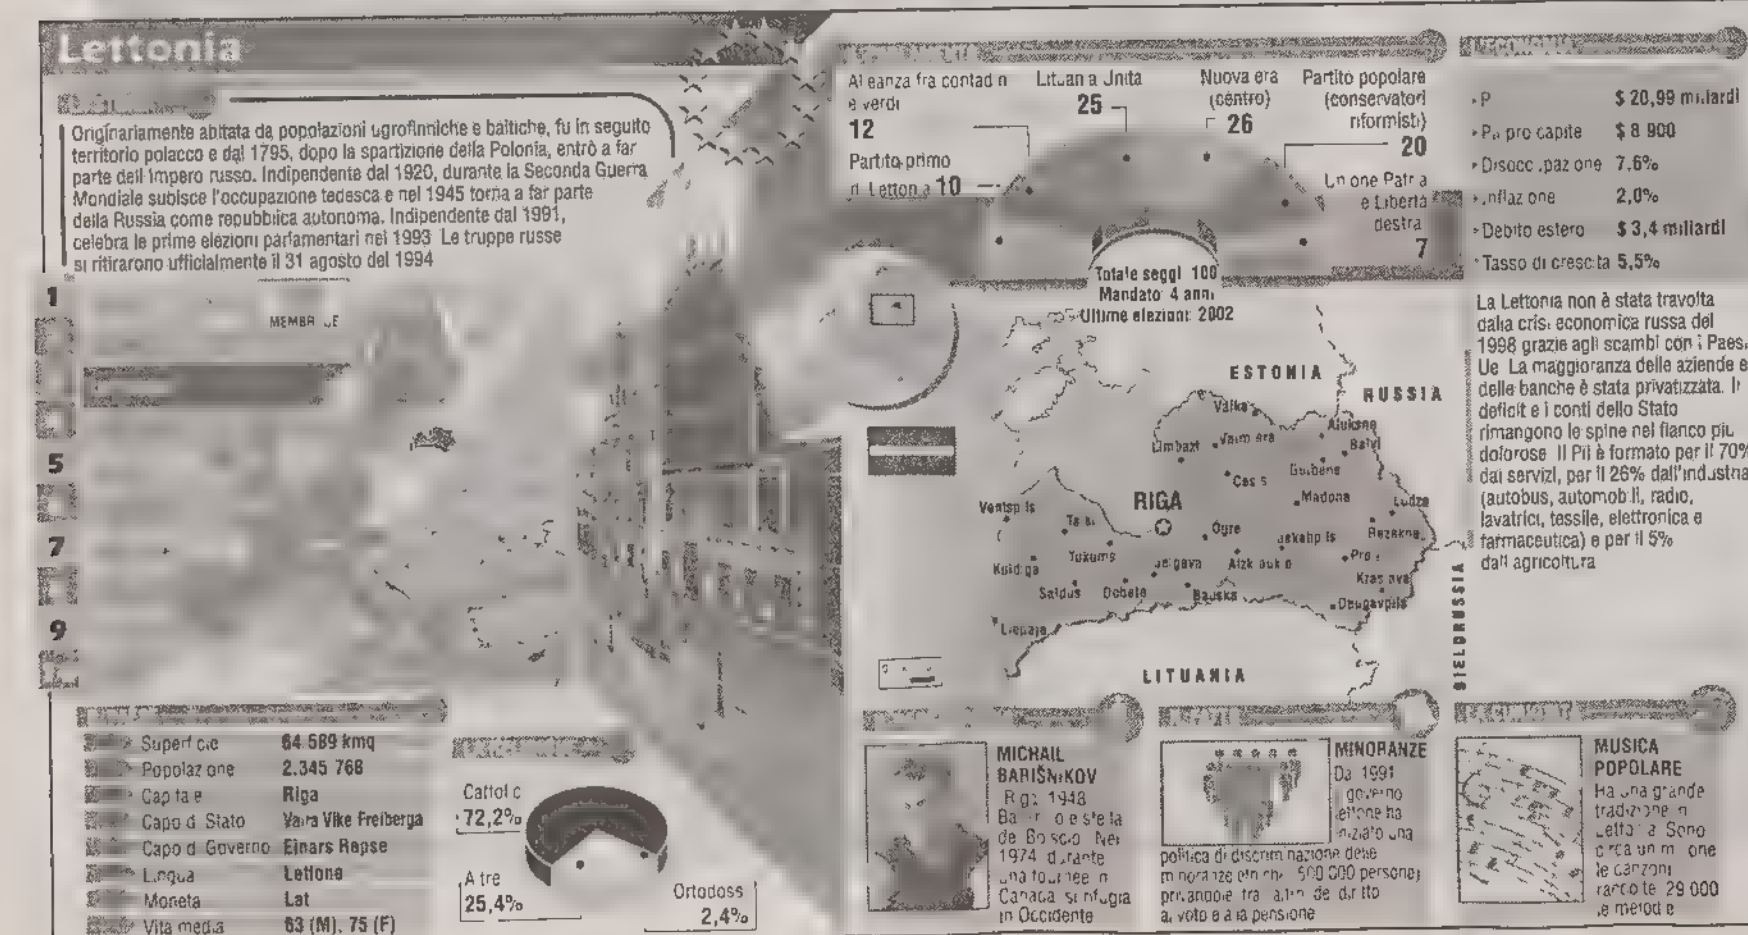 Lettonia
Originariamente abitata da popolazioni ugrofinniche e baltiche, fu in seguito
territorio polacco e dal 1795, dopo la spartizione della Polonia, entrò a far
parte dell'impero russo. Indipendente dal 1920, durante la Seconda Guerra
Mondiale subisce l'occupazione tedesca e nel 1945 torna a far parte
della Russia come repubblica autonoma. Indipendente dal 1991,
celebra le prime elezioni parlamentari nel 1993 Le truppe russe
si ritirarono ufficialmente il 31 agosto del 1994
1
MEMBRI UE
5
7
9
Superficie 64 589 kmq
Popolazione 2.345 768
Capitale Riga
Capo di Stato Vaira Vike Freiberga
Capo di Governo Einars Repse
Lingua Lettone
Moneta Lat
Vita media 63 (M), 75 (F)
Cattolici
72,2%
Altre
25,4%
Ortodossi
2,4%
Alleanza fra contadini
e verdi
12
Partito primo
di Lettonia 10
Lituania Unita
25
Nuova era
(centro)
26
Partito popolare
(conservatori
riformisti)
20
Unione Patria
e Libertà
destra
7
Totale seggi 100
Mandato 4 anni
Ultime elezioni: 2002
ESTONIA
RUSSIA
Valka
Aluksne
Limbazi
Valmiera
Balvi
Gulbene
Cesis
RIGA
Madona
Ludza
Ventspils
Talsi
Ogre
Jekabpils
Rezekne
Tukums
Kuldiga
Jelgava
Aizkraukle
Preili
Saldus
Dobele
Bauska
Kraslava
Daugavpils
Liepaja
LITUANIA
BIELORUSSIA
$ 20,99 miliardi
Pil pro capite $ 8 900
Disoccupazione 7,6%
Inflazione 2,0%
Debito estero $ 3,4 miliardi
Tasso di crescita 5,5%
La Lettonia non è stata travolta
dalla crisi economica russa del
1998 grazie agli scambi con i Paesi
Ue La maggioranza delle aziende e
delle banche è stata privatizzata. Il
deficit e i conti dello Stato
rimangono le spine nel fianco più
dolorose Il Pil è formato per il 70%
dai servizi, per il 26% dall'industria
(autobus, automobili, radio,
lavatrici, tessile, elettronica e
farmaceutica) e per il 5%
dall agricoltura
MICHAIL
BARIŠNIKOV
Riga 1948
Ballerino e stella
del Bolscioi Nel
1974 durante
una tournée in
Canada si rifugia
in Occidente
MINORANZE
Dal 1991
il governo
lettone ha
iniziato una
politica di discriminazione delle
minoranze etniche 500 000 persone)
privandole tra l altro del diritto
al voto e alla pensione
MUSICA
POPOLARE
Ha una grande
tradizione in
Lettonia Sono
circa un milione
le canzoni
raccolte 29 000
le melodie